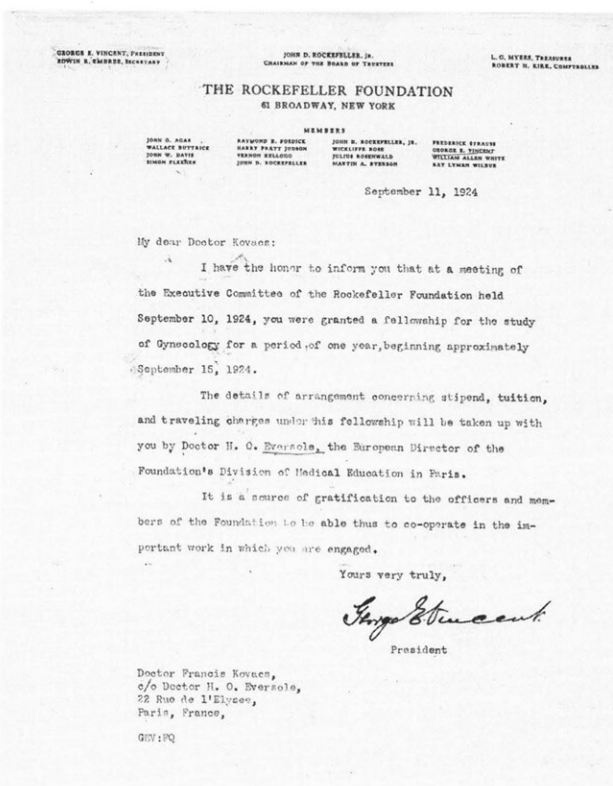 GEORGE E. VINCENT, PRESIDENT
EDWIN R. EMBREE, SECRETARY
JOHN D. ROCKEFELLER, JR.
CHAIRMAN OF THE BOARD OF TRUSTEES
L. G. MYERS, TREASURER
ROBERT H. KIRK, COMPTROLLER
THE ROCKEFELLER FOUNDATION
61 BROADWAY, NEW YORK
MEMBERS
JOHN G. AGAR
WALLACE BUTTRICK
JOHN W. DAVIS
SIMON FLEXNER
RAYMOND B. FOSDICK
HARRY PRATT JUDSON
VERNON KELLOGG
JOHN D. ROCKEFELLER
JOHN D. ROCKEFELLER, JR.
WICKLIFFE ROSE
JULIUS ROSENWALD
MARTIN A. RYERSON
FREDERICK STRAUSS
GEORGE E. VINCENT
WILLIAM ALLEN WHITE
RAY LYMAN WILBUR
September 11, 1924
My dear Doctor Kovacs:
I have the honor to inform you that at a meeting of
the Executive Committee of the Rockefeller Foundation held
September 10, 1924, you were granted a fellowship for the study
of Gynecology for a period of one year, beginning approximately
September 15, 1924.
The details of arrangement concerning stipend, tuition,
and traveling charges under this fellowship will be taken up with
you by Doctor H. O. Eversole, the European Director of the
Foundation's Division of Medical Education in Paris.
It is a source of gratification to the officers and mem-
bers of the Foundation to be able thus to co-operate in the im-
portant work in which you are engaged.
Yours very truly,
George E. Vincent.
President
Doctor Francis Kovacs,
c/o Doctor H. O. Eversole,
22 Rue de l'Elysee,
Paris, France,
GEV:FQ